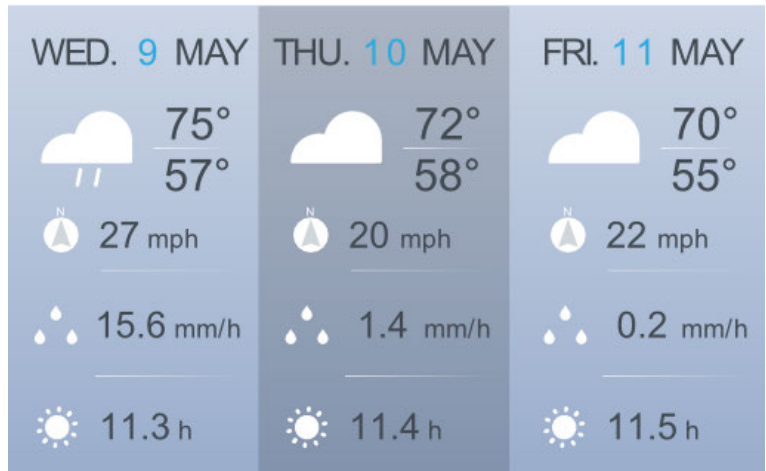 WED. 9 MAY
75°
57°
N
27 mph
15.6 mm/h
11.3 h
THU. 10 MAY
72°
58°
N
20 mph
1.4 mm/h
11.4 h
FRI. 11 MAY
70°
55°
N
22 mph
0.2 mm/h
11.5 h